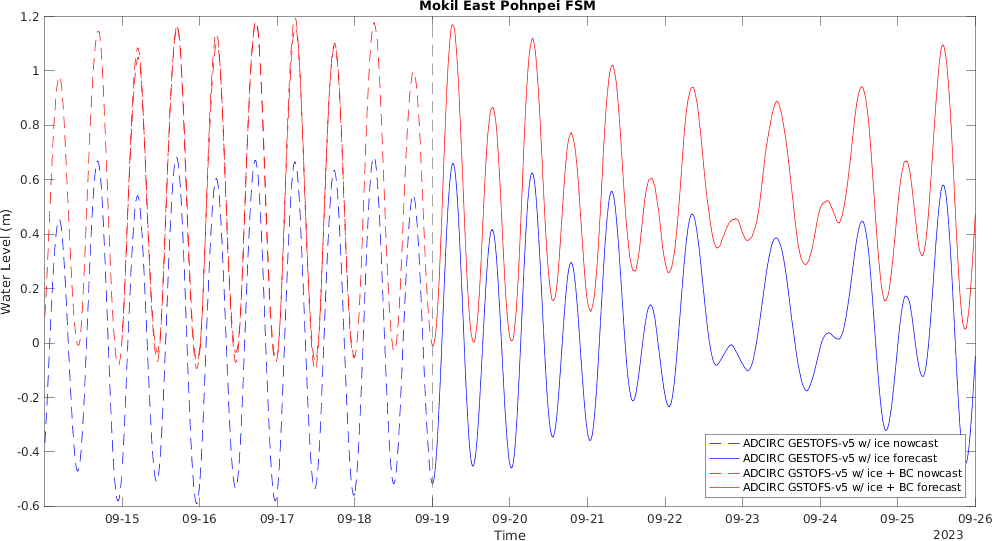 Mokil East Pohnpei FSM
Water Level (m)
1.2
1
0.8
0.6
0.4
0.2
0
-0.2
-0.4
-0.6
ADCIRC GESTOFS-v5 w/ ice nowcast
ADCIRC GESTOFS-v5 w/ ice forecast
ADCIRC GSTOFS-v5 w/ ice + BC nowcast
ADCIRC GSTOFS-v5 w/ ice + BC forecast
09-15 09-16 09-17 09-18 09-19 09-20 09-21 09-22 09-23 09-24 09-25 09-26
Time
2023